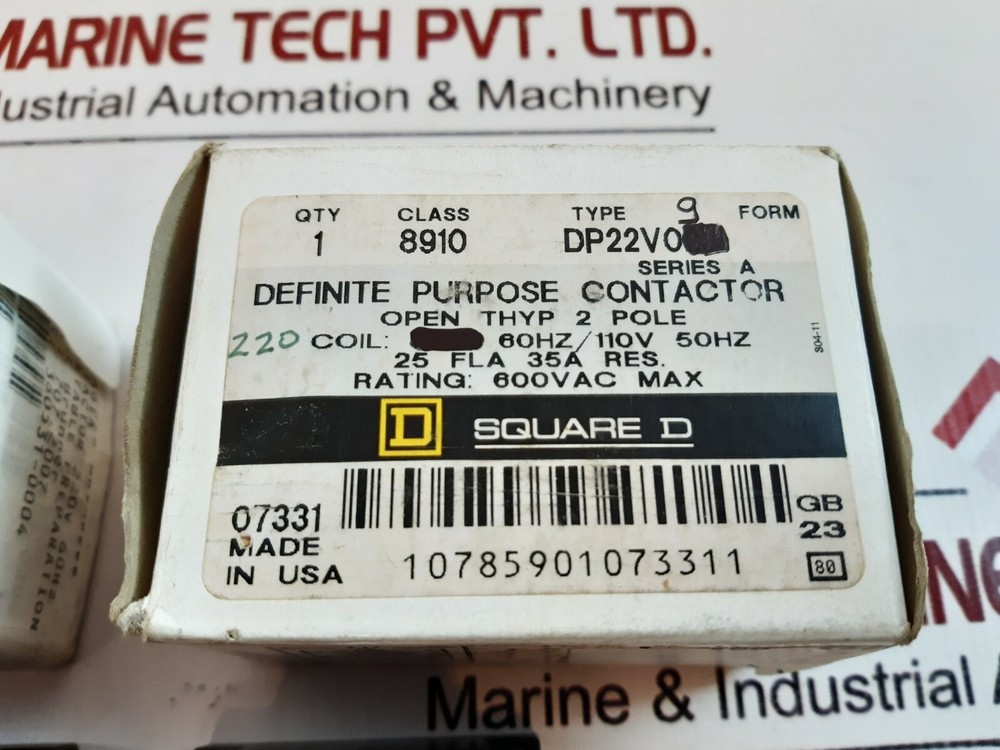 MARINE TECH PVT. LTD.
Industrial Automation & Machinery
QTY CLASS TYPE g FORM
1 8910 DP22V0
SERIES A
DEFINITE PURPOSE CONTACTOR
OPEN THYP 2 POLE
220 COIL: 60HZ/110V 50HZ
25 FLA 35A RES.
RATING: 600VAC MAX
S04-11
D SQUARE D
07331 GB
MADE 23
IN USA 10785901073311 80
Marine & Industrial A